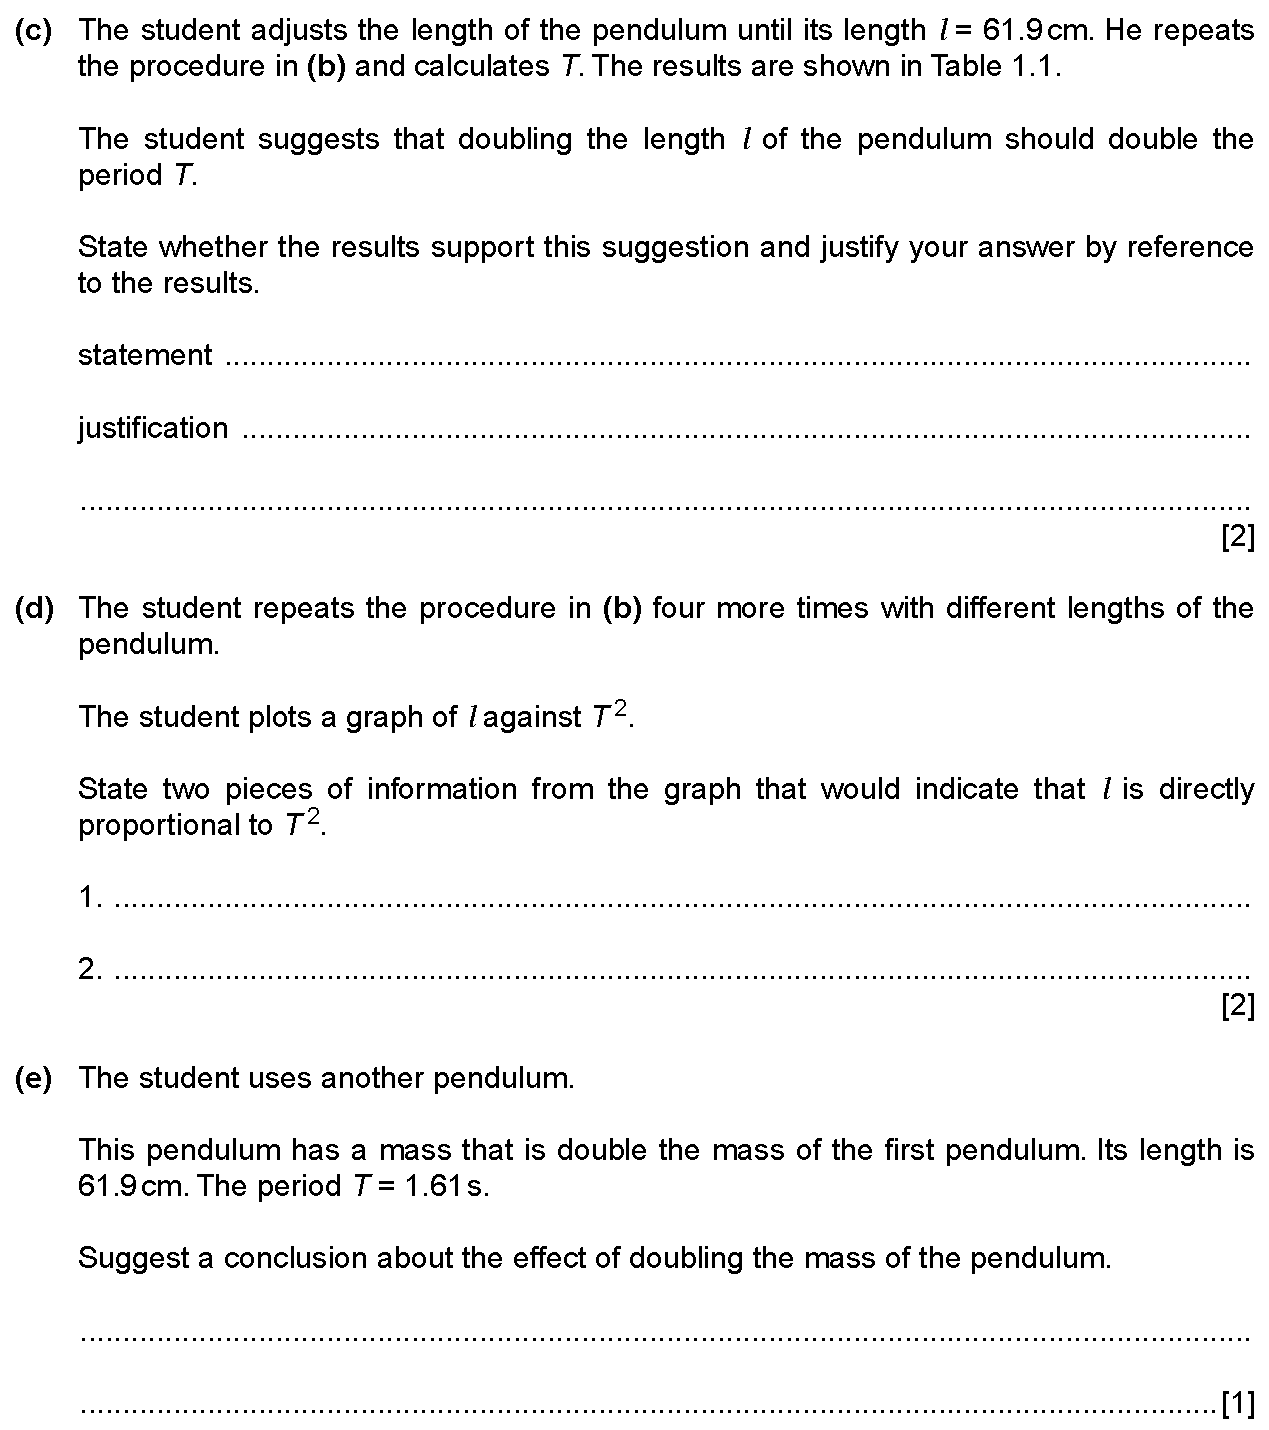 (c) The student adjusts the length of the pendulum until its length l = 61.9 cm. He repeats
the procedure in (b) and calculates T. The results are shown in Table 1.1.
The student suggests that doubling the length l of the pendulum should double the
period T.
State whether the results support this suggestion and justify your answer by reference
to the results.
statement ................................................................
justification ................................................................
................................................................
[2]
(d) The student repeats the procedure in (b) four more times with different lengths of the
pendulum.
The student plots a graph of l against T².
State two pieces of information from the graph that would indicate that l is directly
proportional to T².
1. ................................................................
2. ................................................................
[2]
(e) The student uses another pendulum.
This pendulum has a mass that is double the mass of the first pendulum. Its length is
61.9 cm. The period T = 1.61 s.
Suggest a conclusion about the effect of doubling the mass of the pendulum.
................................................................
................................................................[1]